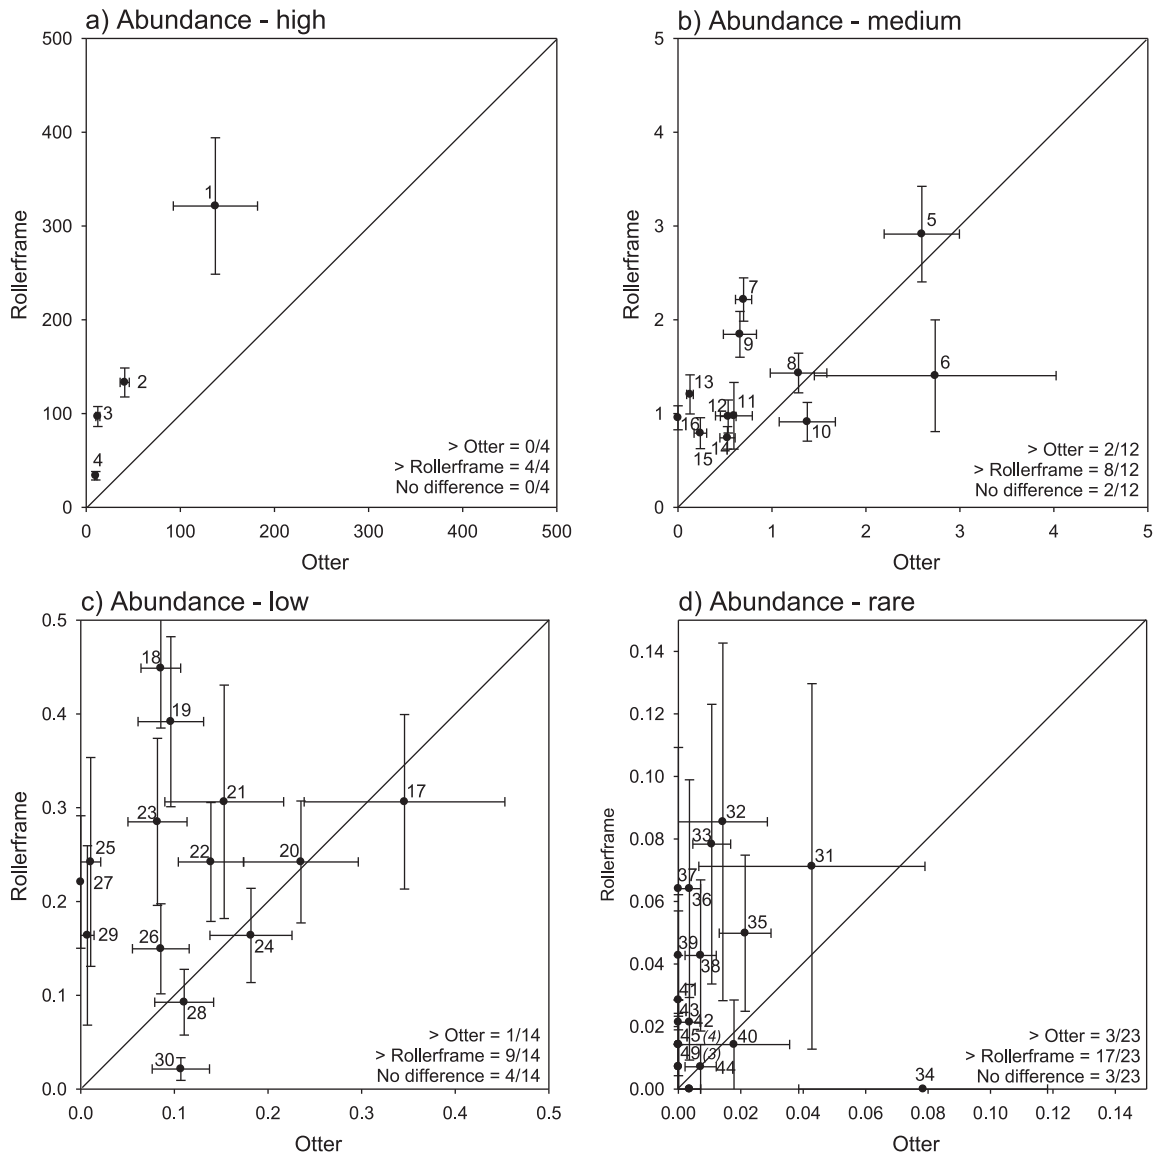 a) Abundance - high
500
400
300
200
100
0
Rollerframe
1
2
3
4
> Otter = 0/4
> Rollerframe = 4/4
No difference = 0/4
0 100 200 300 400 500
Otter
b) Abundance - medium
5
4
3
2
1
0
Rollerframe
5
7
9
8
6
13
12 11
16
10
14
15
> Otter = 2/12
> Rollerframe = 8/12
No difference = 2/12
0 1 2 3 4 5
Otter
c) Abundance - low
0.5
0.4
0.3
0.2
0.1
0.0
Rollerframe
18
19
21
17
23
25
22
20
27
29
26
24
28
30
> Otter = 1/14
> Rollerframe = 9/14
No difference = 4/14
0.0 0.1 0.2 0.3 0.4 0.5
Otter
d) Abundance - rare
0.14
0.12
0.10
0.08
0.06
0.04
0.02
0.00
Rollerframe
32
33
31
37
36
35
39
38
41
43
42
45 (4) 40
49 (3)
44
34
> Otter = 3/23
> Rollerframe = 17/23
No difference = 3/23
0.00 0.02 0.04 0.06 0.08 0.10 0.12 0.14
Otter